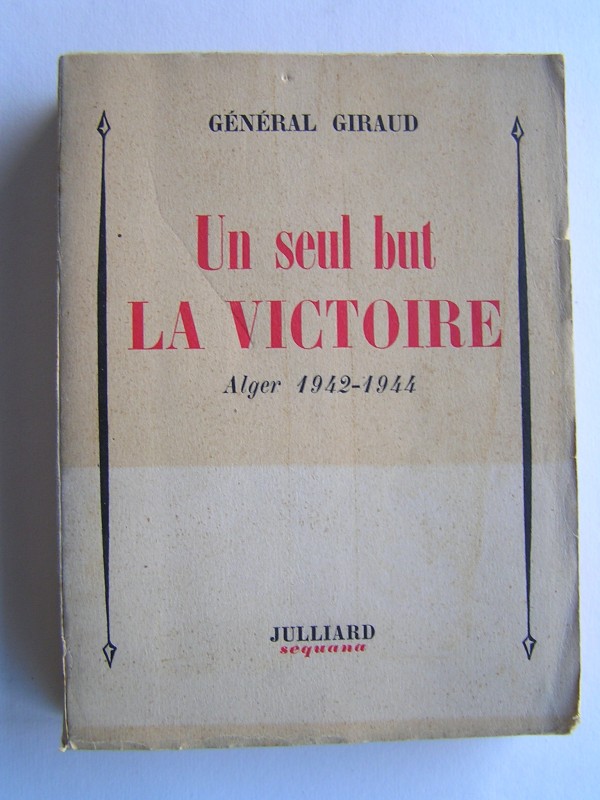 GÉNÉRAL GIRAUD
Un seul but
LA VICTOIRE
Alger 1942-1944
JULLIARD
sequana